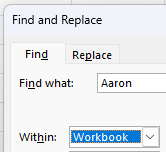 Find and Replace
Find Replace
Find what: Aaron
Within: Workbook